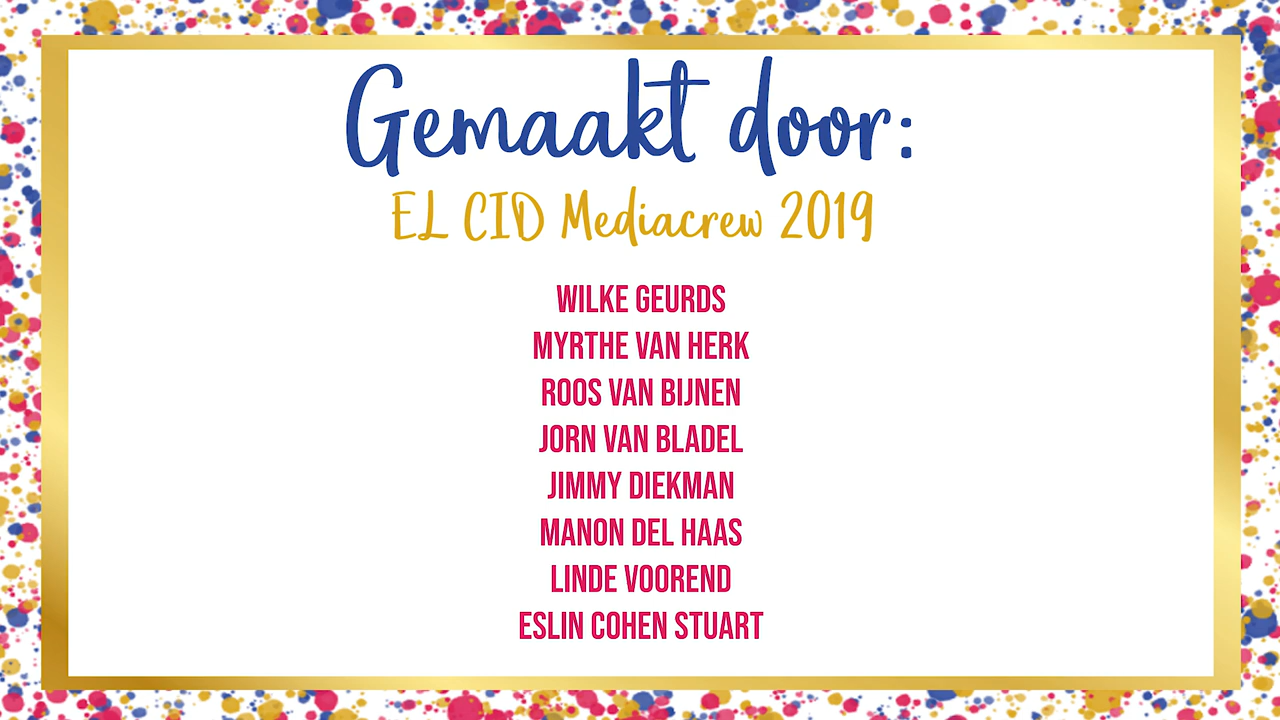 Gemaakt door:
EL CID Mediacrew 2019
WILKE GEURDS
MYRTHE VAN HERK
ROOS VAN BIJNEN
JORN VAN BLADEL
JIMMY DIEKMAN
MANON DEL HAAS
LINDE VOOREND
ESLIN COHEN STUART